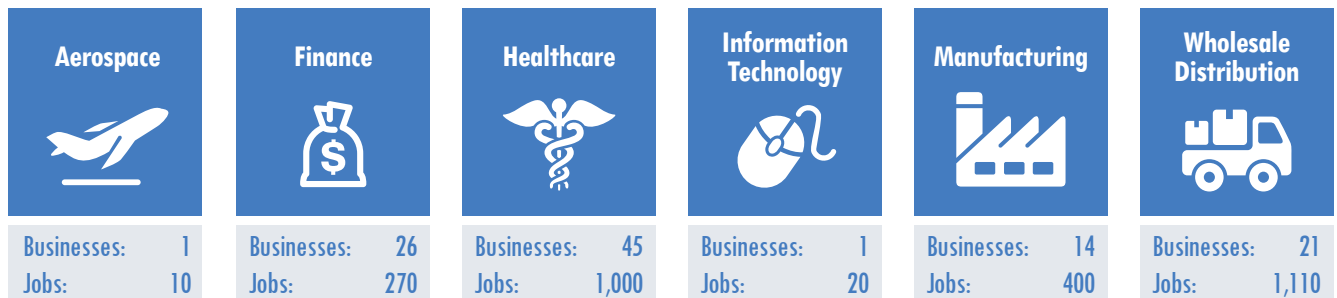 Aerospace
Businesses: 1
Jobs: 10
Finance
$
Businesses: 26
Jobs: 270
Healthcare
Businesses: 45
Jobs: 1,000
Information
Technology
Businesses: 1
Jobs: 20
Manufacturing
Businesses: 14
Jobs: 400
Wholesale
Distribution
Businesses: 21
Jobs: 1,110